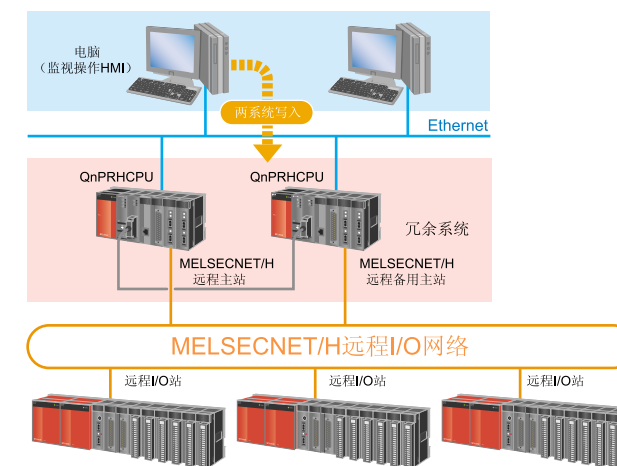 电脑
（监视操作HMI）
两系统写入
Ethernet
QnPRHCPU
QnPRHCPU
冗余系统
MELSECNET/H
远程主站
MELSECNET/H
远程备用主站
MELSECNET/H远程I/O网络
远程I/O站
远程I/O站
远程I/O站